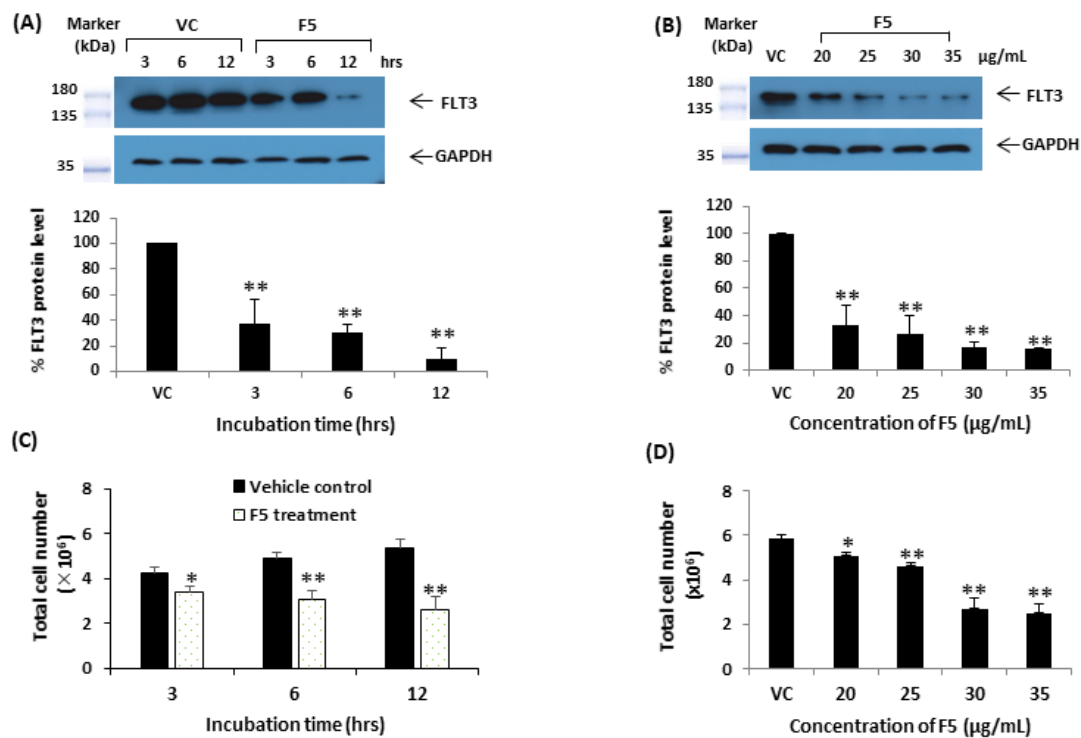 (A)
Marker
(kDa)
VC F5
3 6 12 3 6 12 hrs
180
135
FLT3
35
GAPDH
% FLT3 protein level
120
100
80
60
40
20
0
** ** **
VC 3 6 12
Incubation time (hrs)
(B)
Marker
(kDa)
F5
VC 20 25 30 35 µg/mL
180
135
FLT3
35
GAPDH
% FLT3 protein level
120
100
80
60
40
20
0
** ** ** **
VC 20 25 30 35
Concentration of F5 (µg/mL)
(C)
Total cell number
(×10⁶)
8
6
4
2
0
Vehicle control
F5 treatment
* ** **
3 6 12
Incubation time (hrs)
(D)
Total cell number
(x10⁶)
8
6
4
2
0
* ** ** **
VC 20 25 30 35
Concentration of F5 (µg/mL)